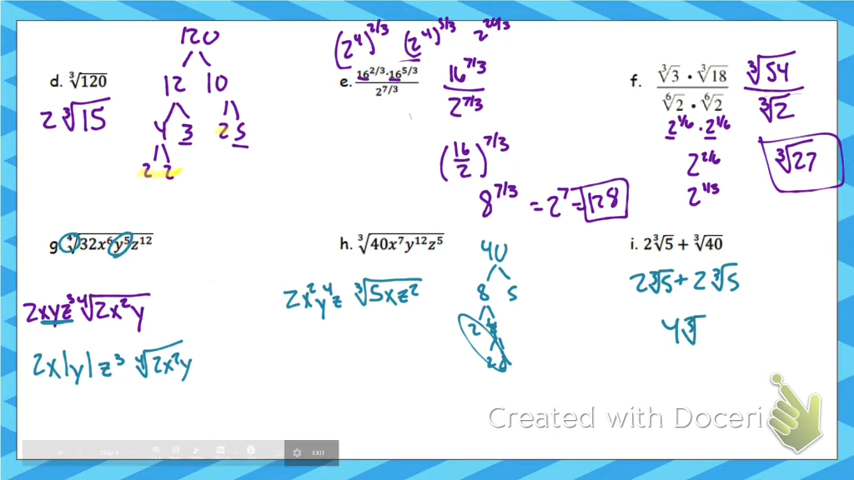 120
12 10
4 3 2 5
2 2
d. ∛120
2∛15
(2⁴)^2/3 (2⁴)^5/3 2^28/3
e. 16^2/3·16^5/3 / 2^7/3
16^7/3 / 2^7/3
(16/2)^7/3
8^7/3 = 2⁷ = 128
f. ∛3 · ∛18 / ⁶√2 · ⁶√2
∛54 / ∛2
2^1/6 · 2^1/6
2^2/6
2^1/3
∛27
g. ⁴√32x⁶y⁵z¹²
2xyz³ ⁴√2x²y
2x|y|z³ ⁴√2x²y
h. ∛40x⁷y¹²z⁵
2x²y⁴z ∛5xz²
40
8 5
2 4
i. 2∛5 + ∛40
2∛5 + 2∛5
4∛
Created with Doceri
EXIT